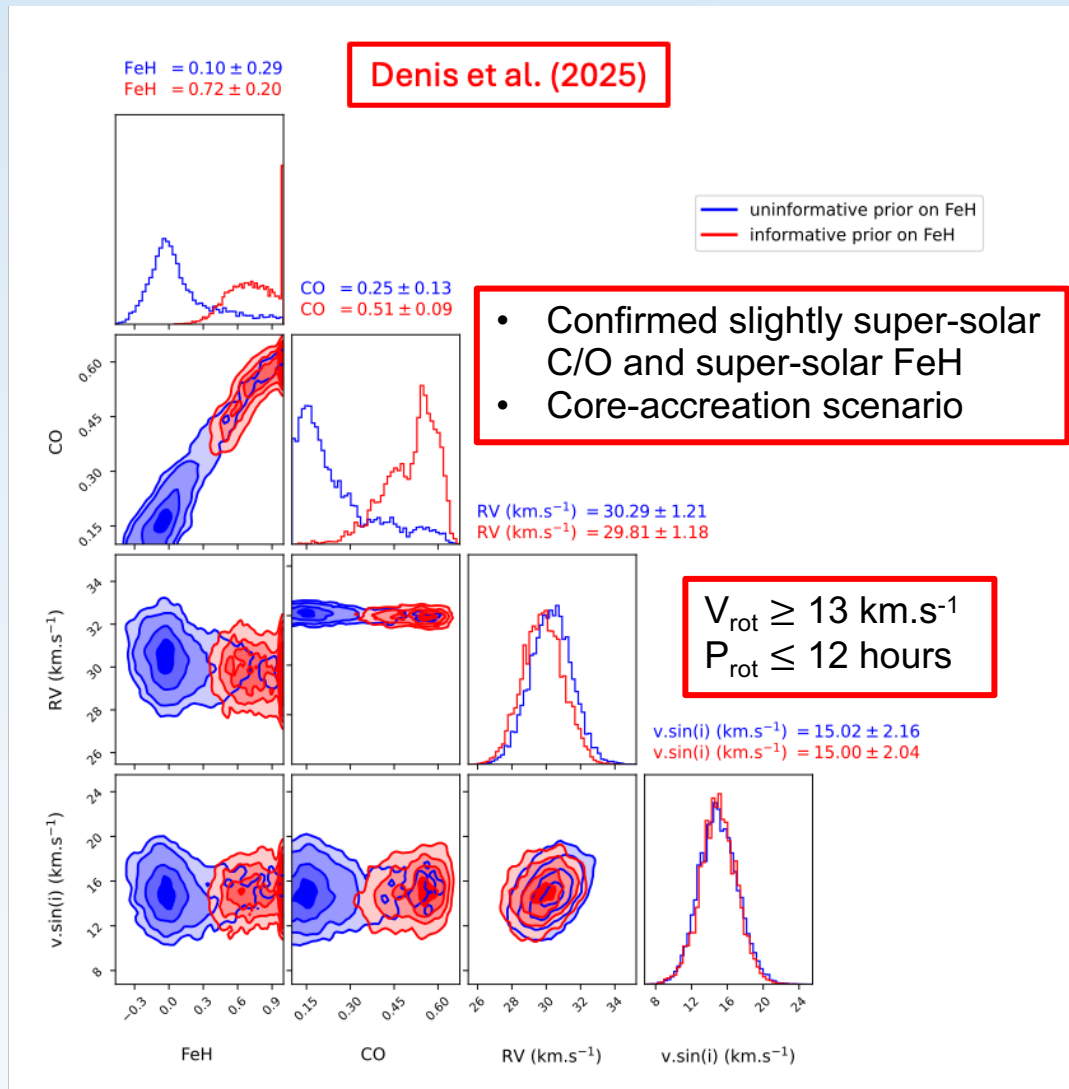 FeH = 0.10 ± 0.29
FeH = 0.72 ± 0.20
Denis et al. (2025)
uninformative prior on FeH
informative prior on FeH
CO = 0.25 ± 0.13
CO = 0.51 ± 0.09
• Confirmed slightly super-solar
C/O and super-solar FeH
• Core-accreation scenario
0.60
0.45
0.30
0.15
CO
RV (km.s⁻¹) = 30.29 ± 1.21
RV (km.s⁻¹) = 29.81 ± 1.18
34
32
30
28
26
RV (km.s⁻¹)
Vrot ≥ 13 km.s⁻¹
Prot ≤ 12 hours
v.sin(i) (km.s⁻¹) = 15.02 ± 2.16
v.sin(i) (km.s⁻¹) = 15.00 ± 2.04
24
20
16
12
8
v.sin(i) (km.s⁻¹)
−0.3 0.0 0.3 0.6 0.9
0.15 0.30 0.45 0.60
26 28 30 32 34
8 12 16 20 24
FeH CO RV (km.s⁻¹) v.sin(i) (km.s⁻¹)